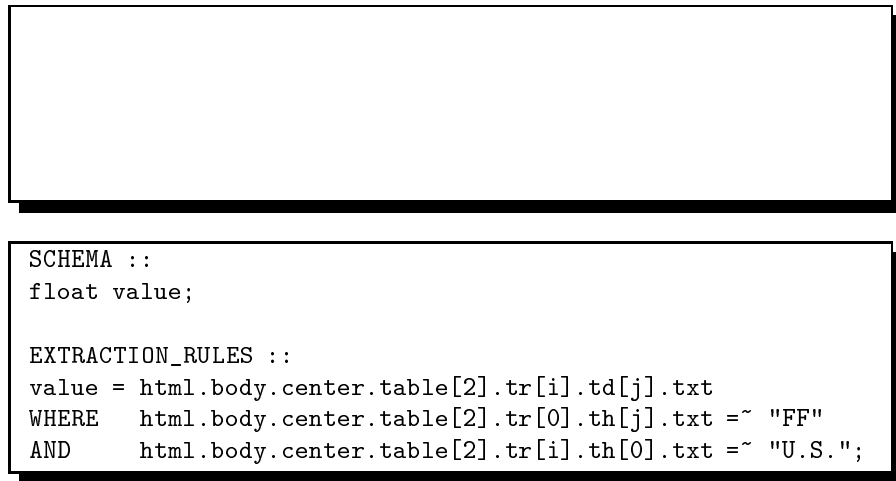 SCHEMA ::
float value;
EXTRACTION_RULES ::
value = html.body.center.table[2].tr[i].td[j].txt
WHERE   html.body.center.table[2].tr[0].th[j].txt =~ "FF"
AND     html.body.center.table[2].tr[i].th[0].txt =~ "U.S.";